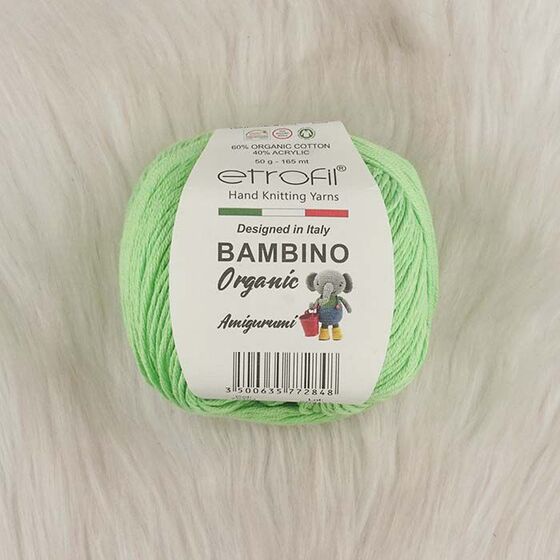 60% ORGANIC COTTON
40% ACRYLIC
50 g - 165 mt
etrofil®
Hand Knitting Yarns
Designed in Italy
BAMBINO
Organic
Amigurumi
3 500635 772848
Lot